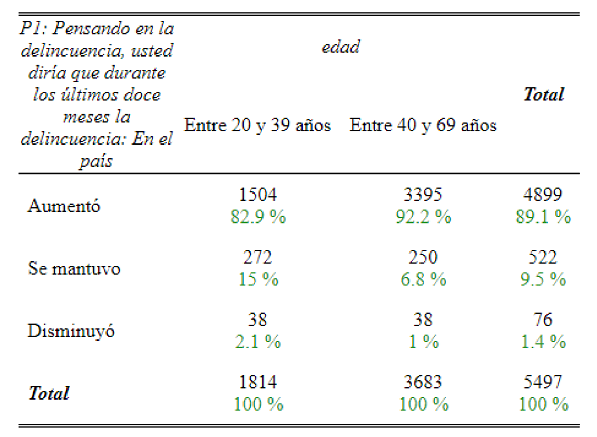 P1: Pensando en la
delincuencia, usted
diría que durante
los últimos doce
meses la
delincuencia: En el
país
edad
Total
Entre 20 y 39 años Entre 40 y 69 años
Aumentó 1504 3395 4899
82.9 % 92.2 % 89.1 %
Se mantuvo 272 250 522
15 % 6.8 % 9.5 %
Disminuyó 38 38 76
2.1 % 1 % 1.4 %
Total 1814 3683 5497
100 % 100 % 100 %